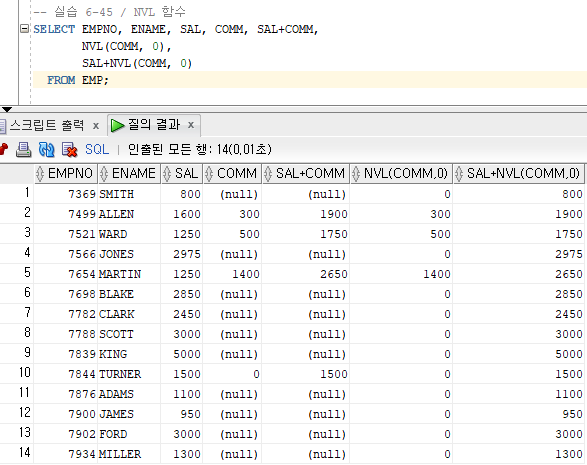 -- 실습 6-45 / NVL 함수
SELECT EMPNO, ENAME, SAL, COMM, SAL+COMM,
NVL(COMM, 0),
SAL+NVL(COMM, 0)
FROM EMP;
스크립트 출력 x 질의 결과 x
SQL | 인출된 모든 행: 14(0,01초)
EMPNO ENAME SAL COMM SAL+COMM NVL(COMM,0) SAL+NVL(COMM,0)
1 7369 SMITH 800 (null) (null) 0 800
2 7499 ALLEN 1600 300 1900 300 1900
3 7521 WARD 1250 500 1750 500 1750
4 7566 JONES 2975 (null) (null) 0 2975
5 7654 MARTIN 1250 1400 2650 1400 2650
6 7698 BLAKE 2850 (null) (null) 0 2850
7 7782 CLARK 2450 (null) (null) 0 2450
8 7788 SCOTT 3000 (null) (null) 0 3000
9 7839 KING 5000 (null) (null) 0 5000
10 7844 TURNER 1500 0 1500 0 1500
11 7876 ADAMS 1100 (null) (null) 0 1100
12 7900 JAMES 950 (null) (null) 0 950
13 7902 FORD 3000 (null) (null) 0 3000
14 7934 MILLER 1300 (null) (null) 0 1300